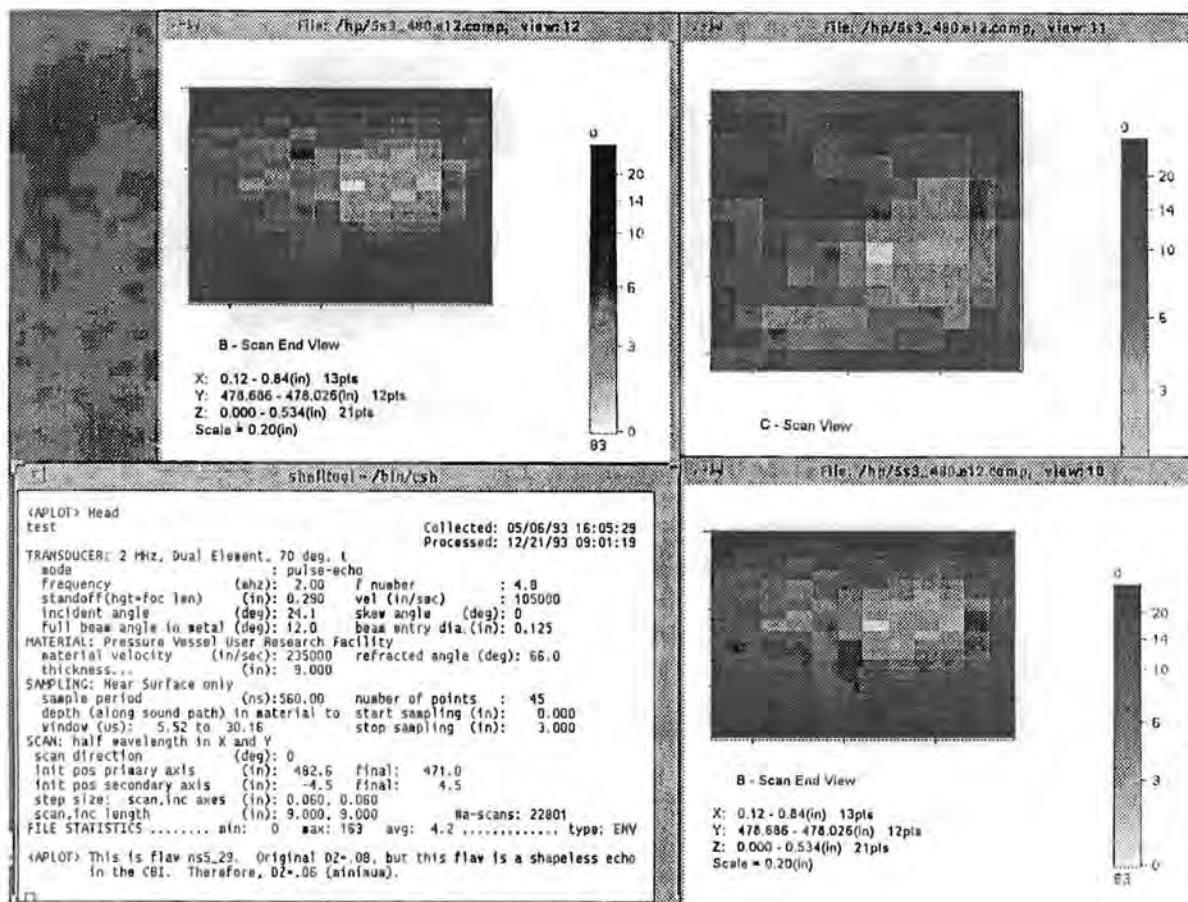 File: /hp/5s3_480.e12.comp, view:12
0
20
14
10
6
3
0
83
B - Scan End View
X: 0.12 - 0.84(in) 13pts
Y: 478.686 - 478.026(in) 12pts
Z: 0.000 - 0.534(in) 21pts
Scale = 0.20(in)
File: /hp/5s3_480.e12.comp, view:11
0
20
14
10
6
3
C - Scan View
shelltool - /bin/csh
<APLOT> Head
test Collected: 05/06/93 16:05:29
Processed: 12/21/93 09:01:19
TRANSDUCER: 2 MHz, Dual Element, 70 deg. L
mode : pulse-echo
frequency (mhz): 2.00 f number : 4.8
standoff(hgt+foc len) (in): 0.290 vel (in/sec) : 105000
incident angle (deg): 24.1 skew angle (deg): 0
full beam angle in metal (deg): 12.0 beam entry dia.(in): 0.125
MATERIAL: Pressure Vessel User Research Facility
material velocity (in/sec): 235000 refracted angle (deg): 66.0
thickness... (in): 9.000
SAMPLING: Near Surface only
sample period (ns):560.00 number of points : 45
depth (along sound path) in material to start sampling (in): 0.000
window (us): 5.52 to 30.16 stop sampling (in): 3.000
SCAN: half wavelength in X and Y
scan direction (deg): 0
init pos primary axis (in): 482.6 final: 471.0
init pos secondary axis (in): -4.5 final: 4.5
step size: scan,inc axes (in): 0.060, 0.060
scan,inc length (in): 9.000, 9.000 #a-scans: 22801
FILE STATISTICS ........ min: 0 max: 163 avg: 4.2 ............. type: ENV
<APLOT> This is flaw ns5_29. Original DZ=.08, but this flaw is a shapeless echo
in the CBI. Therefore, DZ=.06 (minimum).
File: /hp/5s3_480.e12.comp, view:10
0
20
14
10
6
3
0
83
B - Scan End View
X: 0.12 - 0.84(in) 13pts
Y: 478.686 - 478.026(in) 12pts
Z: 0.000 - 0.534(in) 21pts
Scale = 0.20(in)